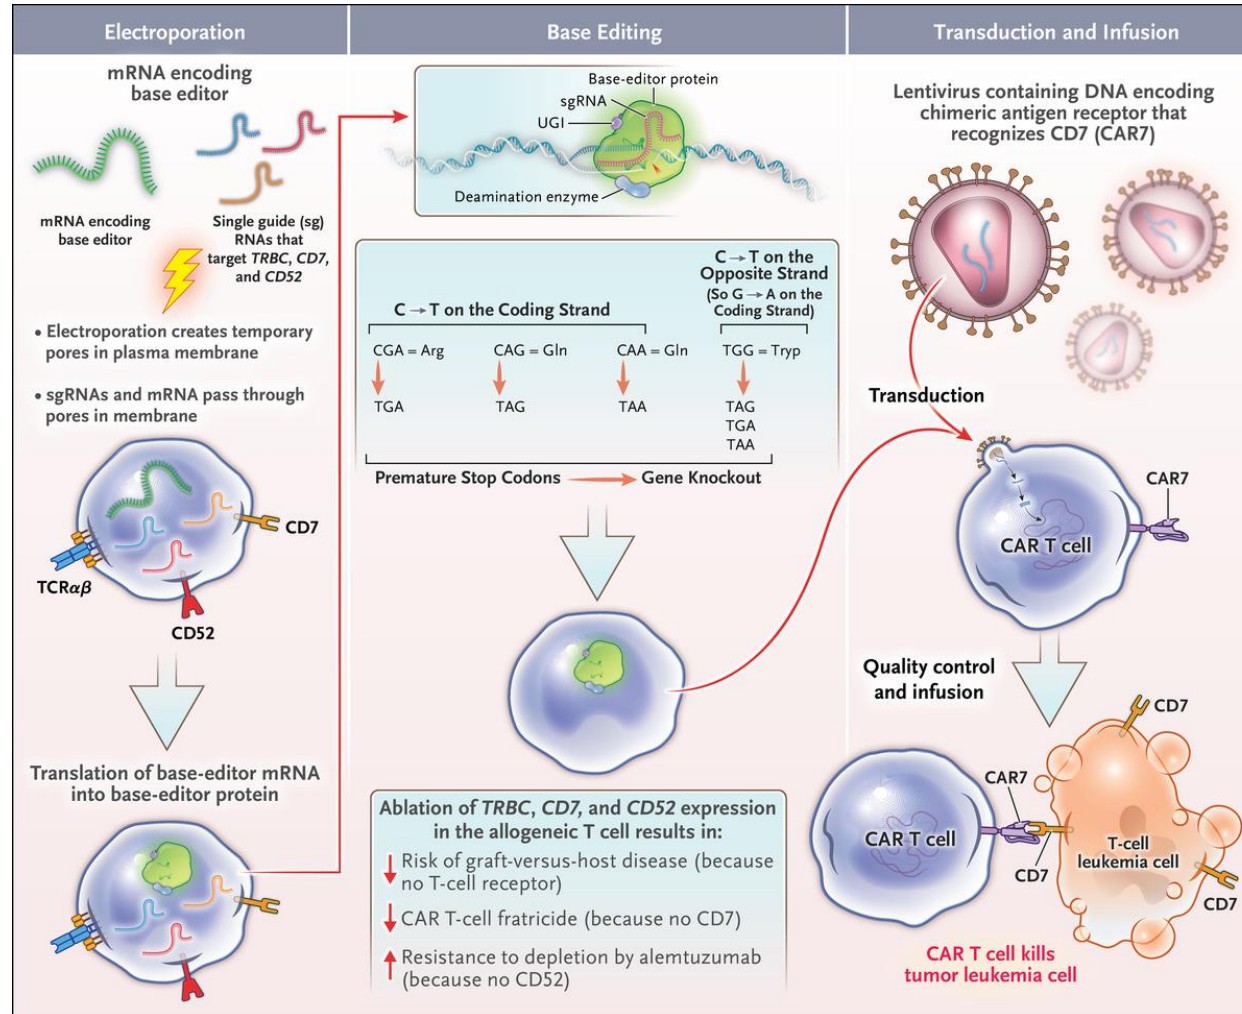 Electroporation
mRNA encoding
base editor
mRNA encoding
base editor
Single guide (sg)
RNAs that
target TRBC, CD7,
and CD52
• Electroporation creates temporary
pores in plasma membrane
• sgRNAs and mRNA pass through
pores in membrane
CD7
TCRαβ
CD52
Translation of base-editor mRNA
into base-editor protein
Base Editing
Base-editor protein
sgRNA
UGI
Deamination enzyme
C → T on the Coding Strand
C → T on the
Opposite Strand
(So G → A on the
Coding Strand)
CGA = Arg
CAG = Gln
CAA = Gln
TGG = Tryp
TGA
TAG
TAA
TAG
TGA
TAA
Premature Stop Codons → Gene Knockout
Ablation of TRBC, CD7, and CD52 expression
in the allogeneic T cell results in:
↓ Risk of graft-versus-host disease (because
no T-cell receptor)
↓ CAR T-cell fratricide (because no CD7)
↑ Resistance to depletion by alemtuzumab
(because no CD52)
Transduction and Infusion
Lentivirus containing DNA encoding
chimeric antigen receptor that
recognizes CD7 (CAR7)
Transduction
CAR7
CAR T cell
Quality control
and infusion
CD7
CAR7
CAR T cell
T-cell
leukemia cell
CD7
CD7
CAR T cell kills
tumor leukemia cell